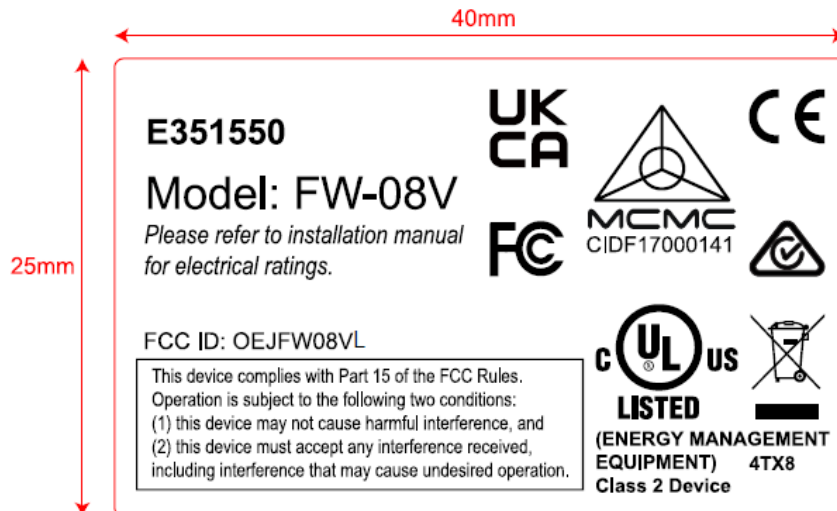 40mm
25mm
E351550
Model: FW-08V
Please refer to installation manual
for electrical ratings.
UK
CA
MCMC
CIDF17000141
CE
FC
FCC ID: OEJFW08VL
This device complies with Part 15 of the FCC Rules.
Operation is subject to the following two conditions:
(1) this device may not cause harmful interference, and
(2) this device must accept any interference received,
including interference that may cause undesired operation.
C UL US
®
LISTED
(ENERGY MANAGEMENT
EQUIPMENT) 4TX8
Class 2 Device